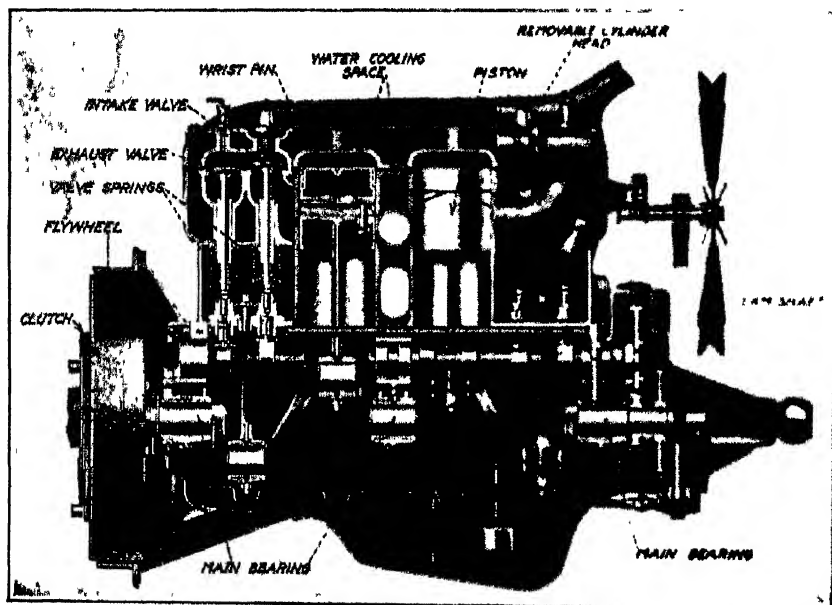 REMOVABLE CYLINDER
HEAD
WATER COOLING
SPACE
WRIST PIN
PISTON
INTAKE VALVE
EXHAUST VALVE
VALVE SPRINGS
FLYWHEEL
CLUTCH
MAIN BEARING
MAIN BEARING